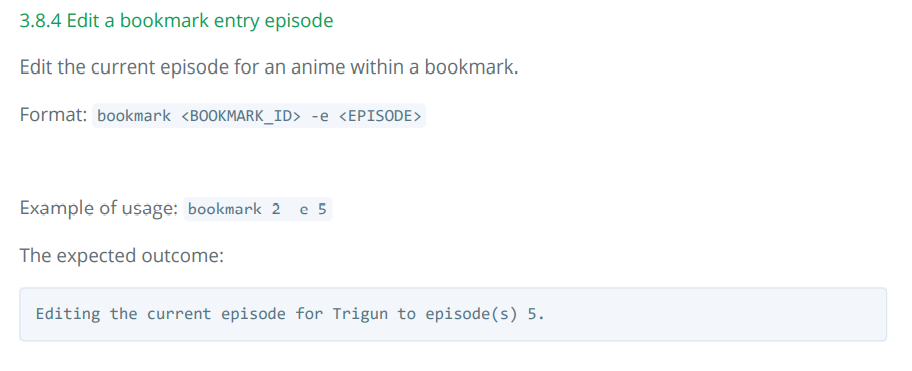 3.8.4 Edit a bookmark entry episode
Edit the current episode for an anime within a bookmark.
Format: bookmark <BOOKMARK_ID> -e <EPISODE>
Example of usage: bookmark 2  e 5
The expected outcome:
Editing the current episode for Trigun to episode(s) 5.